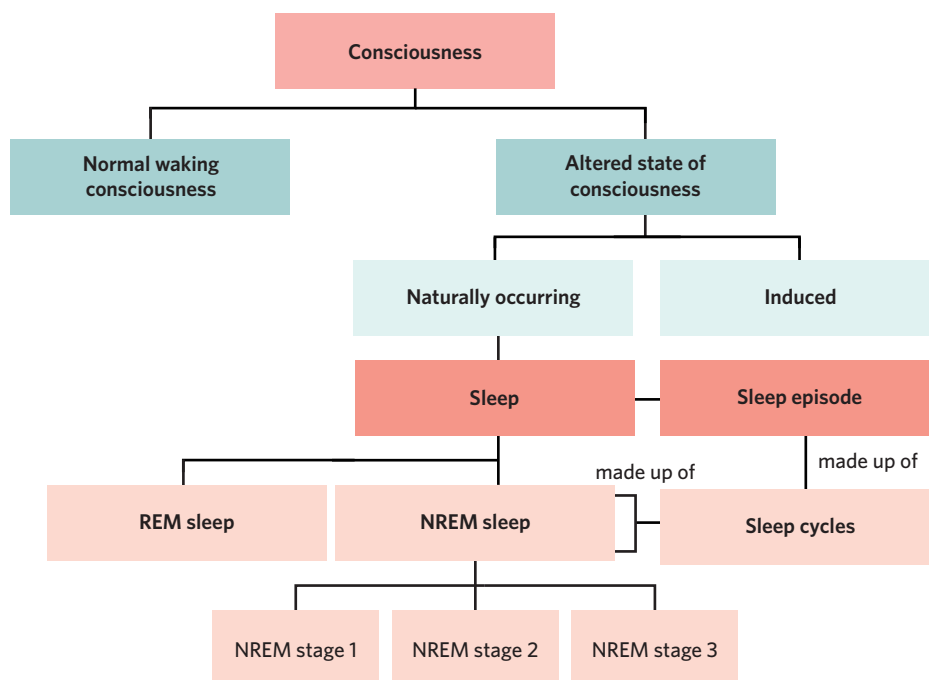 Consciousness
Normal waking
consciousness
Altered state of
consciousness
Naturally occurring
Induced
Sleep
Sleep episode
made up of
made up of
REM sleep
NREM sleep
Sleep cycles
NREM stage 1
NREM stage 2
NREM stage 3